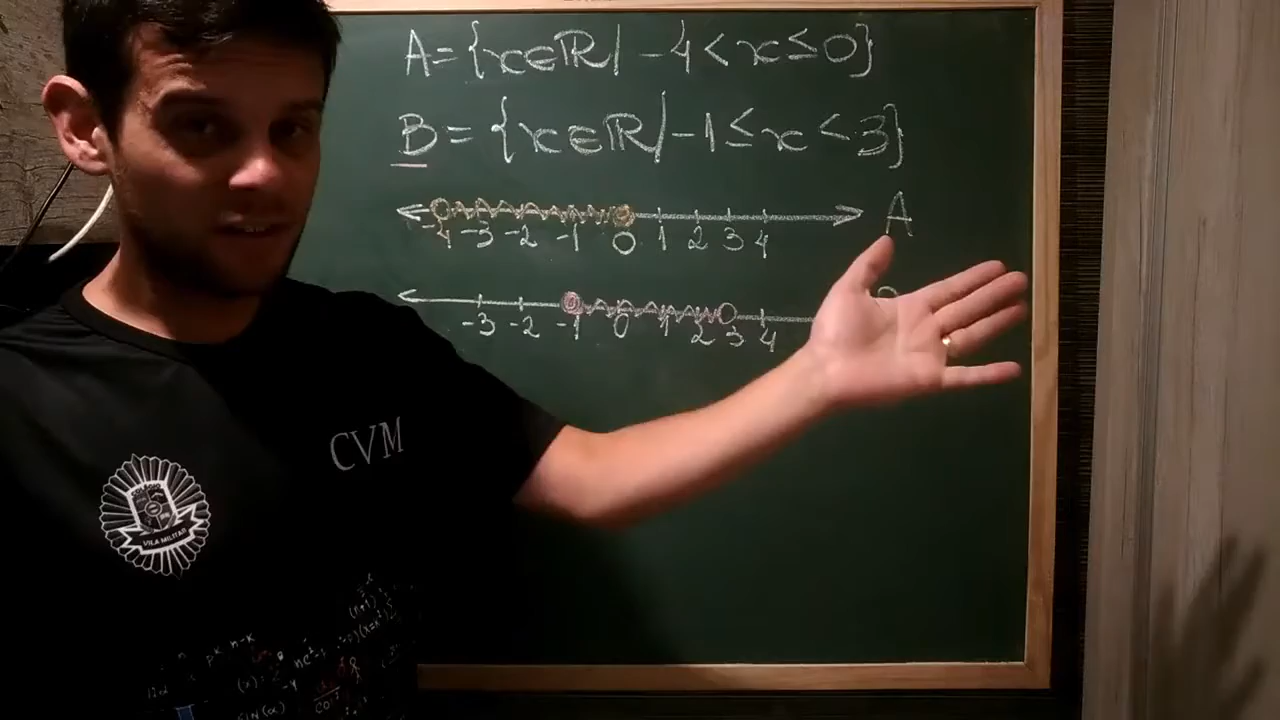 A={x∈ℝ/ -4<x≤0}
B={x∈ℝ/-1≤x<3}
A
-4 -3 -2 -1 0 1 2 3 4
-3 -2 -1 0 1 2 3 4
CVM
VILA MILITAR